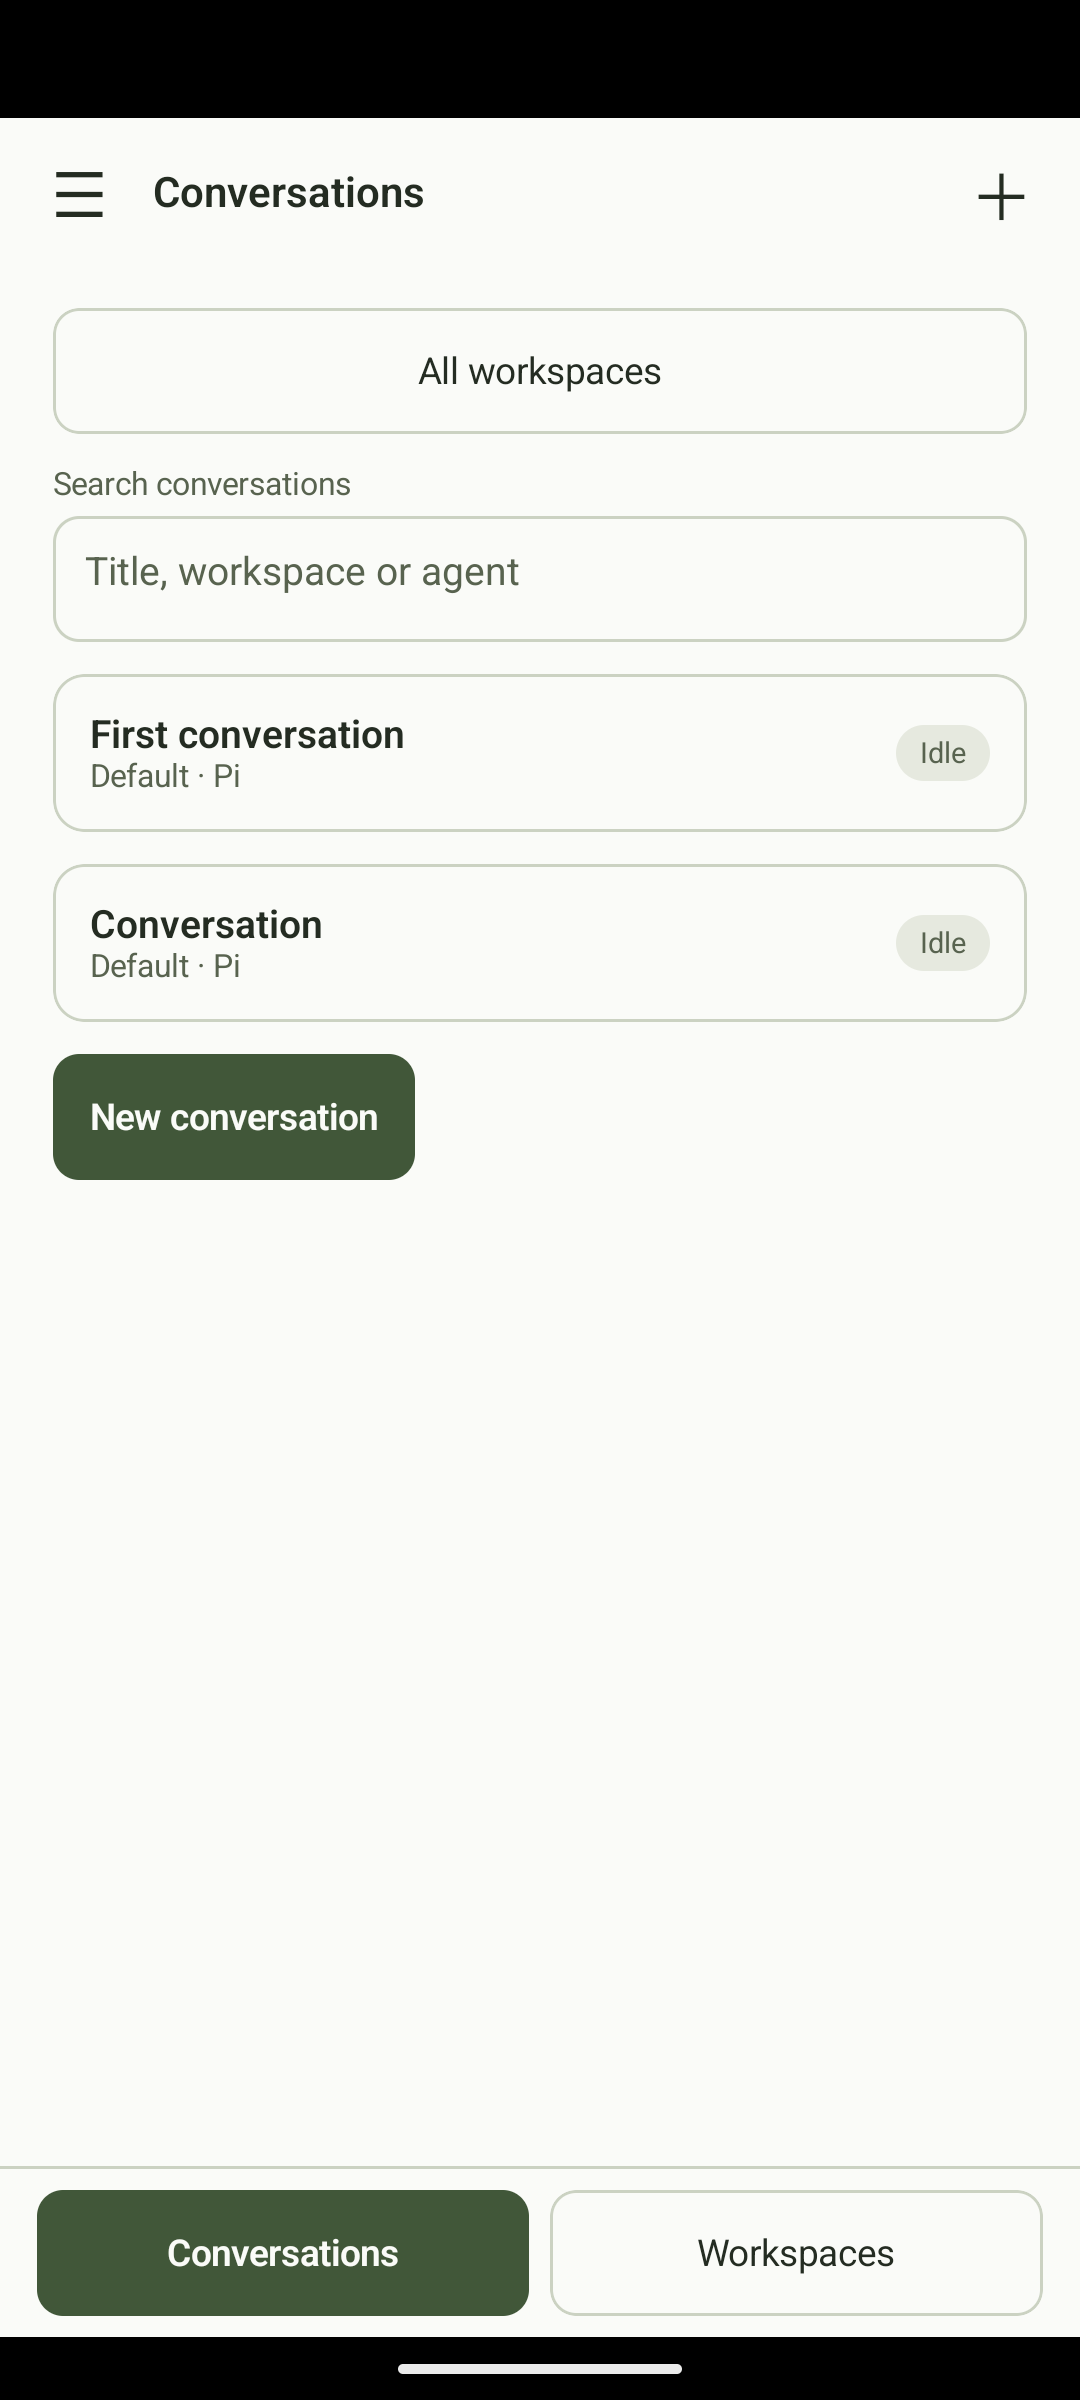 Conversations
All workspaces
Search conversations
Title, workspace or agent
First conversation
Default · Pi
Idle
Conversation
Default · Pi
Idle
New conversation
Conversations
Workspaces